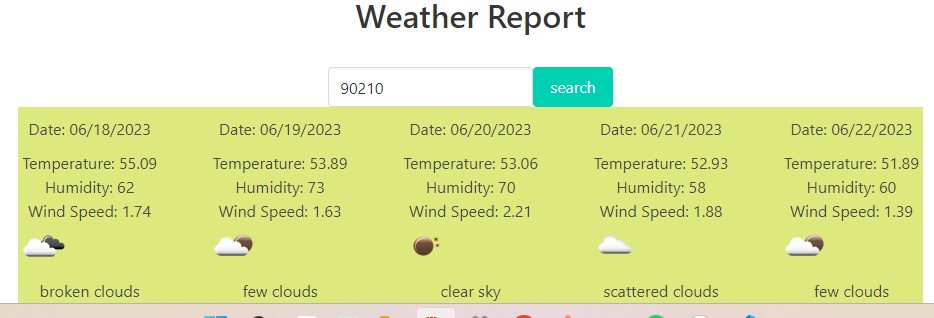 Weather Report
90210 search
Date: 06/18/2023 Date: 06/19/2023 Date: 06/20/2023 Date: 06/21/2023 Date: 06/22/2023
Temperature: 55.09 Temperature: 53.89 Temperature: 53.06 Temperature: 52.93 Temperature: 51.89
Humidity: 62 Humidity: 73 Humidity: 70 Humidity: 58 Humidity: 60
Wind Speed: 1.74 Wind Speed: 1.63 Wind Speed: 2.21 Wind Speed: 1.88 Wind Speed: 1.39
broken clouds few clouds clear sky scattered clouds few clouds